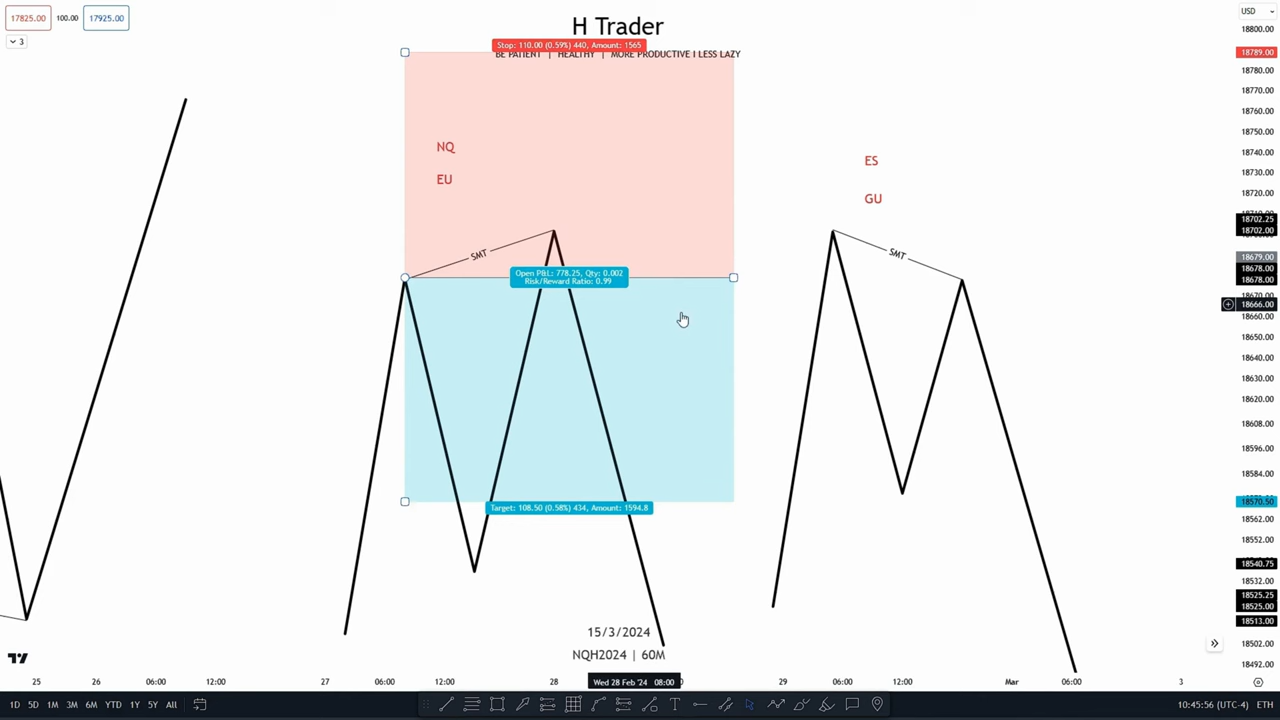 17825.00 100.00 17925.00
3
H Trader
USD
Stop: 110.00 (0.59%) 440, Amount: 1565
BE PATIENT | HEALTHY | MORE PRODUCTIVE I LESS LAZY
NQ
EU
ES
GU
SMT
SMT
Open P&L: 778.25, Qty: 0.002
Risk/Reward Ratio: 0.99
Target: 108.50 (0.58%) 434, Amount: 1594.8
18800.00
18789.00
18780.00
18770.00
18760.00
18750.00
18740.00
18730.00
18720.00
18702.25
18702.00
18679.00
18678.00
18678.00
18670.00
18666.00
18660.00
18650.00
18640.00
18630.00
18620.00
18608.00
18596.00
18584.00
18570.50
18562.00
18552.00
18540.75
18532.00
18525.25
18525.00
18513.00
18502.00
18492.00
15/3/2024
NQH2024 | 60M
25 26 06:00 12:00 27 06:00 12:00 28 Wed 28 Feb '24 08:00 29 06:00 12:00 Mar 06:00 3
1D 5D 1M 3M 6M YTD 1Y 5Y All
10:45:56 (UTC-4) ETH